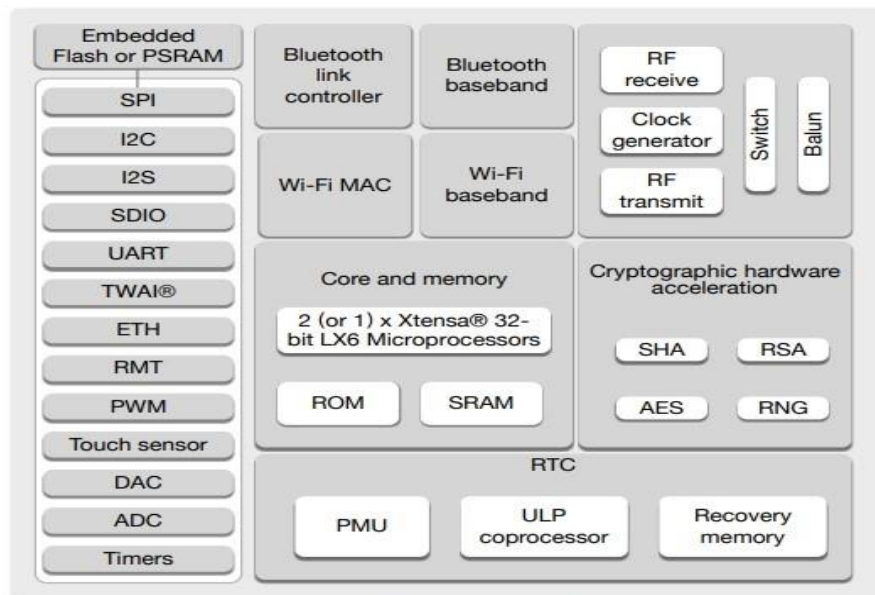 Embedded
Flash or PSRAM
SPI
I2C
I2S
SDIO
UART
TWAI®
ETH
RMT
PWM
Touch sensor
DAC
ADC
Timers
Bluetooth
link
controller
Bluetooth
baseband
Wi-Fi MAC
Wi-Fi
baseband
RF
receive
Clock
generator
RF
transmit
Switch
Balun
Core and memory
2 (or 1) x Xtensa® 32-
bit LX6 Microprocessors
ROM
SRAM
Cryptographic hardware
acceleration
SHA
RSA
AES
RNG
RTC
PMU
ULP
coprocessor
Recovery
memory